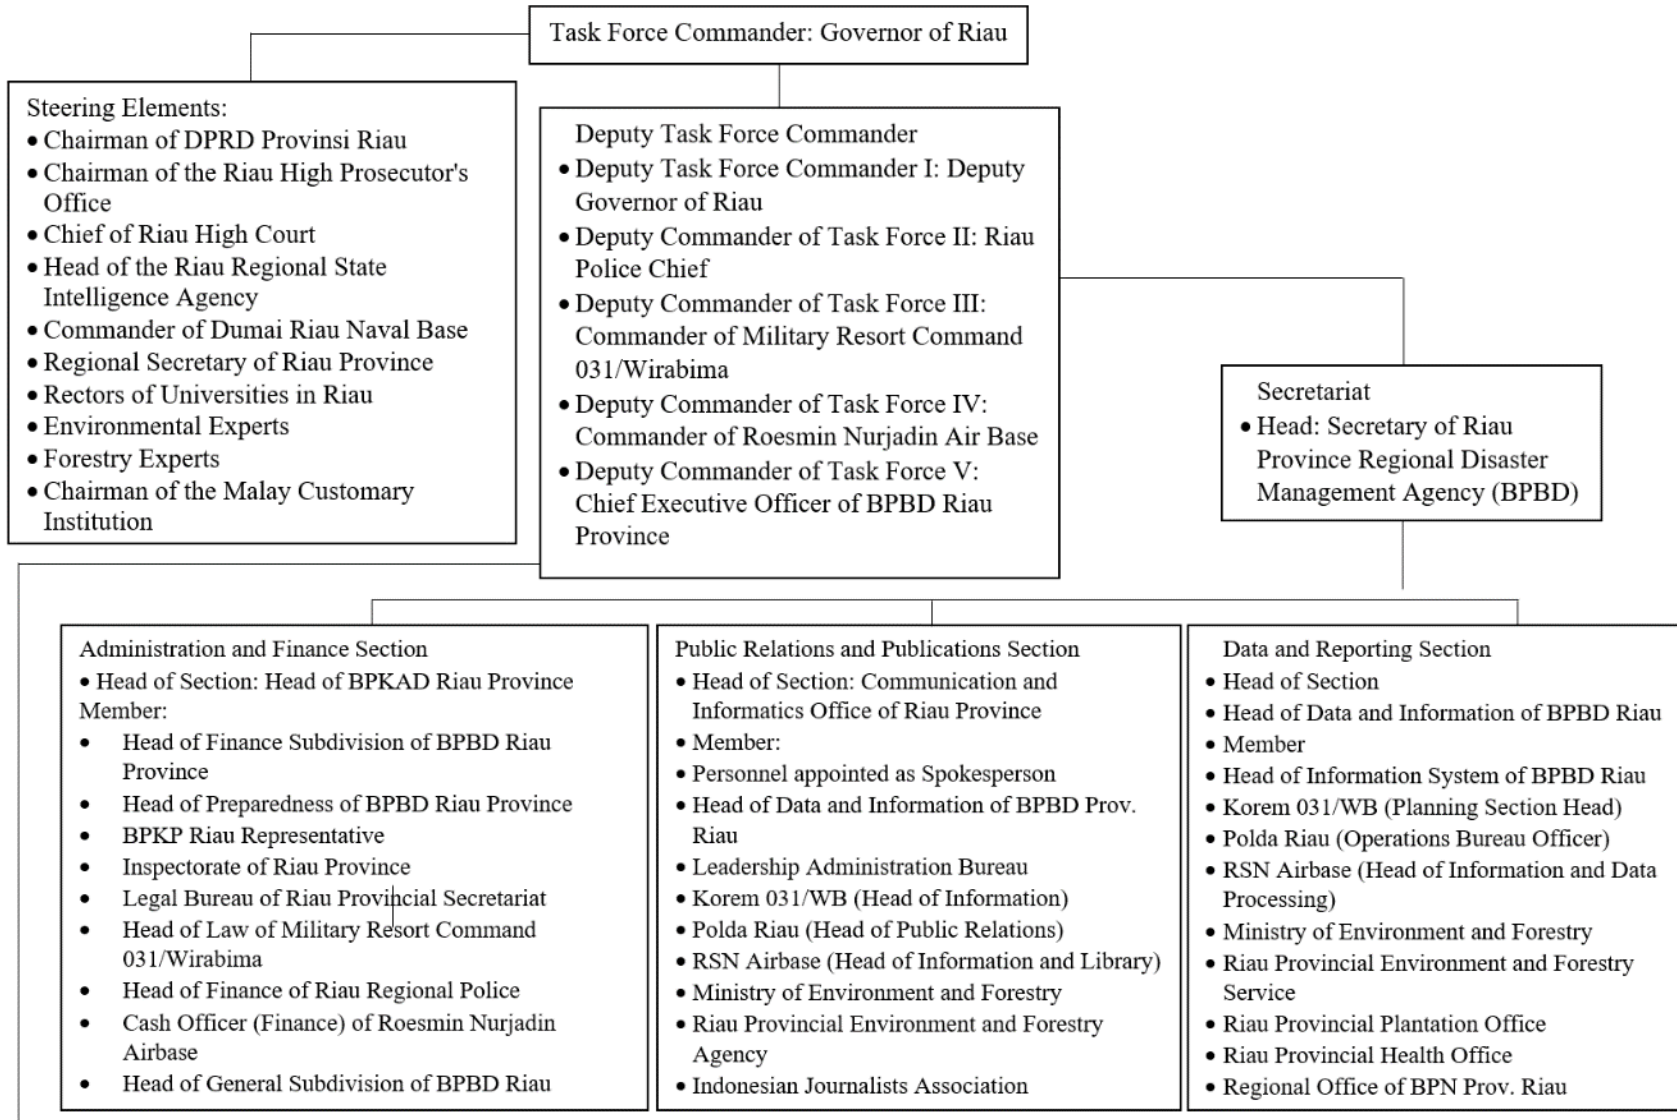 Task Force Commander: Governor of Riau
Steering Elements:
• Chairman of DPRD Provinsi Riau
• Chairman of the Riau High Prosecutor's
Office
• Chief of Riau High Court
• Head of the Riau Regional State
Intelligence Agency
• Commander of Dumai Riau Naval Base
• Regional Secretary of Riau Province
• Rectors of Universities in Riau
• Environmental Experts
• Forestry Experts
• Chairman of the Malay Customary
Institution
Deputy Task Force Commander
• Deputy Task Force Commander I: Deputy
Governor of Riau
• Deputy Commander of Task Force II: Riau
Police Chief
• Deputy Commander of Task Force III:
Commander of Military Resort Command
031/Wirabima
• Deputy Commander of Task Force IV:
Commander of Roesmin Nurjadin Air Base
• Deputy Commander of Task Force V:
Chief Executive Officer of BPBD Riau
Province
Secretariat
• Head: Secretary of Riau
Province Regional Disaster
Management Agency (BPBD)
Administration and Finance Section
• Head of Section: Head of BPKAD Riau Province
Member:
• Head of Finance Subdivision of BPBD Riau
Province
• Head of Preparedness of BPBD Riau Province
• BPKP Riau Representative
• Inspectorate of Riau Province
• Legal Bureau of Riau Provincial Secretariat
• Head of Law of Military Resort Command
031/Wirabima
• Head of Finance of Riau Regional Police
• Cash Officer (Finance) of Roesmin Nurjadin
Airbase
• Head of General Subdivision of BPBD Riau
Public Relations and Publications Section
• Head of Section: Communication and
Informatics Office of Riau Province
• Member:
• Personnel appointed as Spokesperson
• Head of Data and Information of BPBD Prov.
Riau
• Leadership Administration Bureau
• Korem 031/WB (Head of Information)
• Polda Riau (Head of Public Relations)
• RSN Airbase (Head of Information and Library)
• Ministry of Environment and Forestry
• Riau Provincial Environment and Forestry
Agency
• Indonesian Journalists Association
Data and Reporting Section
• Head of Section
• Head of Data and Information of BPBD Riau
• Member
• Head of Information System of BPBD Riau
• Korem 031/WB (Planning Section Head)
• Polda Riau (Operations Bureau Officer)
• RSN Airbase (Head of Information and Data
Processing)
• Ministry of Environment and Forestry
• Riau Provincial Environment and Forestry
Service
• Riau Provincial Plantation Office
• Riau Provincial Health Office
• Regional Office of BPN Prov. Riau